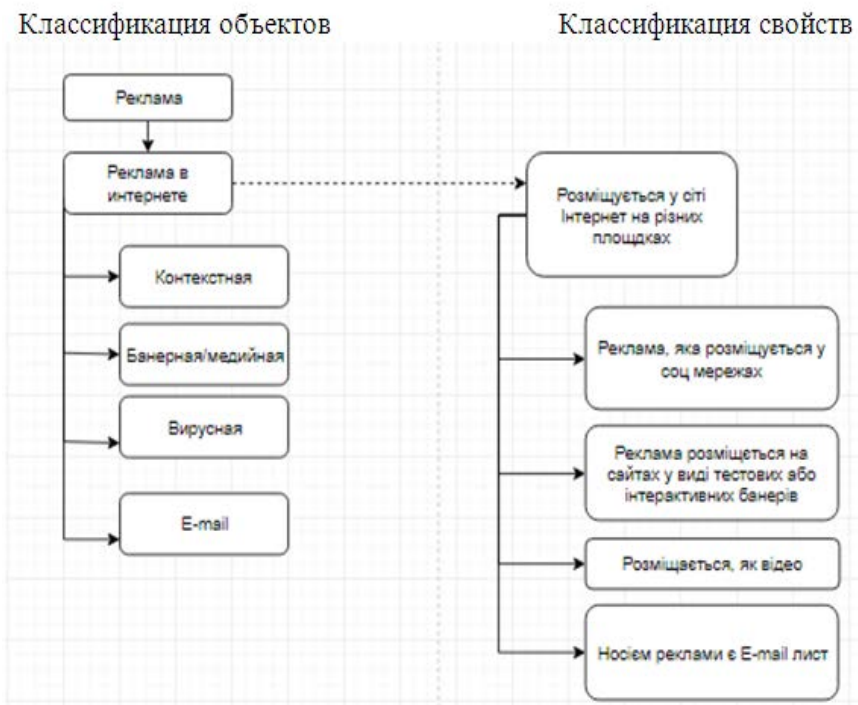 Классификация объектов
Классификация свойств
Реклама
Реклама в
интернете
Контекстная
Банерная/медийная
Вирусная
E-mail
Розміщується у сіті
Інтернет на різних
площдках
Реклама, яка розміщується у
соц мережах
Реклама розміщеться на
сайтах у виді тестових або
інтерактивних банерів
Розміщається, як відео
Носієм реклами є E-mail лист